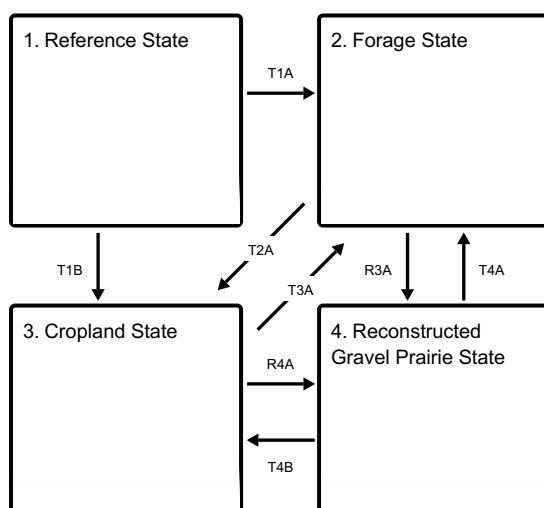 1. Reference State
2. Forage State
T1A
T2A
T1B
T3A
R3A
T4A
3. Cropland State
4. Reconstructed
Gravel Prairie State
R4A
T4B